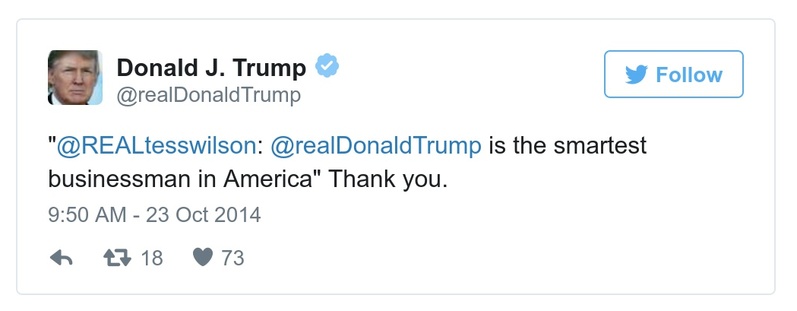 Donald J. Trump
@realDonaldTrump
Follow
"@REALtesswilson: @realDonaldTrump is the smartest
businessman in America" Thank you.
9:50 AM - 23 Oct 2014
18 73